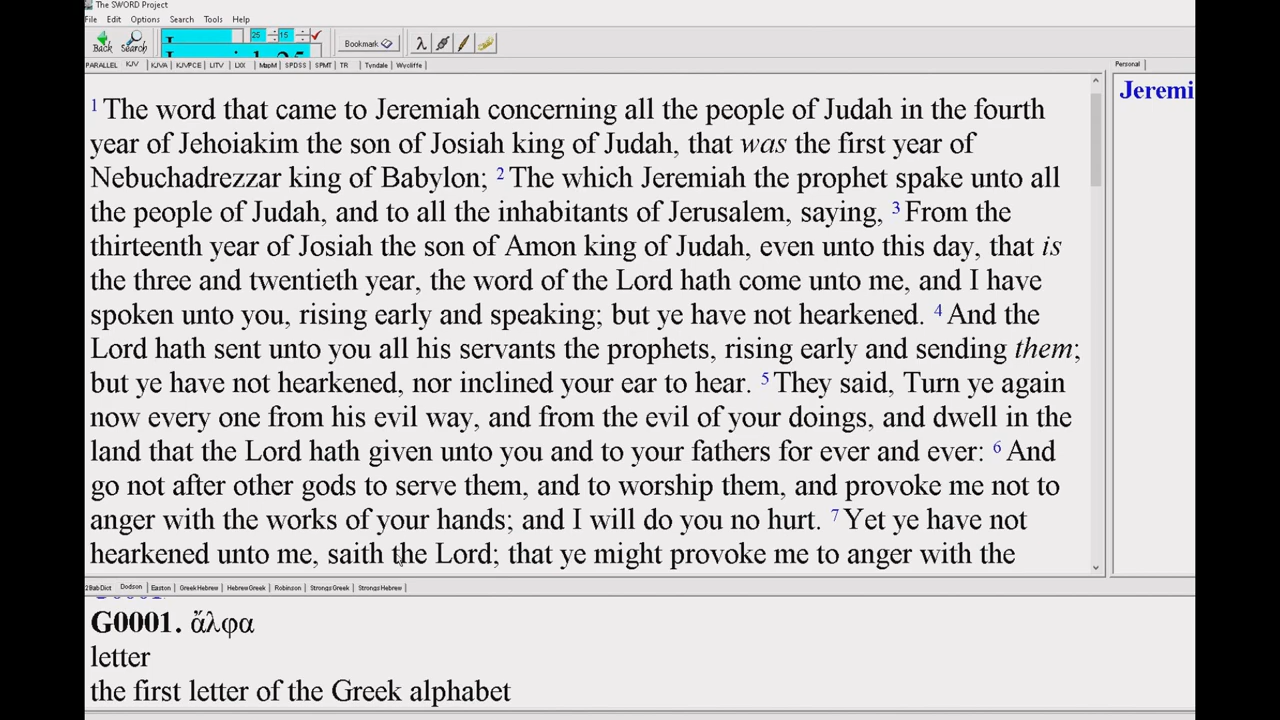 The SWORD Project
File Edit Options Search Tools Help
Back Search 25 15 Bookmark λ
PARALLEL KJV KJVA KJVPCE LITV LXX MapM SPDSS SPMT TR Tyndale Wycliffe
Personal
Jeremi
1 The word that came to Jeremiah concerning all the people of Judah in the fourth
year of Jehoiakim the son of Josiah king of Judah, that was the first year of
Nebuchadrezzar king of Babylon; 2 The which Jeremiah the prophet spake unto all
the people of Judah, and to all the inhabitants of Jerusalem, saying, 3 From the
thirteenth year of Josiah the son of Amon king of Judah, even unto this day, that is
the three and twentieth year, the word of the Lord hath come unto me, and I have
spoken unto you, rising early and speaking; but ye have not hearkened. 4 And the
Lord hath sent unto you all his servants the prophets, rising early and sending them;
but ye have not hearkened, nor inclined your ear to hear. 5 They said, Turn ye again
now every one from his evil way, and from the evil of your doings, and dwell in the
land that the Lord hath given unto you and to your fathers for ever and ever: 6 And
go not after other gods to serve them, and to worship them, and provoke me not to
anger with the works of your hands; and I will do you no hurt. 7 Yet ye have not
hearkened unto me, saith the Lord; that ye might provoke me to anger with the
2BabDict Dodson Easton GreekHebrew HebrewGreek Robinson StrongsGreek StrongsHebrew
G0001. ἄλφα
letter
the first letter of the Greek alphabet